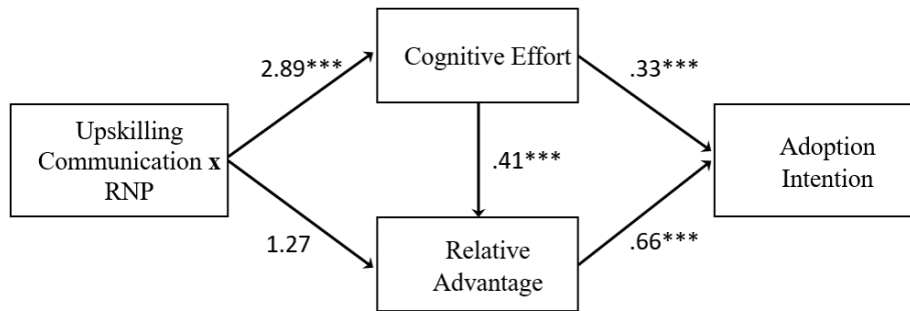 Cognitive Effort
2.89***
.33***
Upskilling
Communication x
RNP
.41***
Adoption
Intention
1.27
Relative
Advantage
.66***